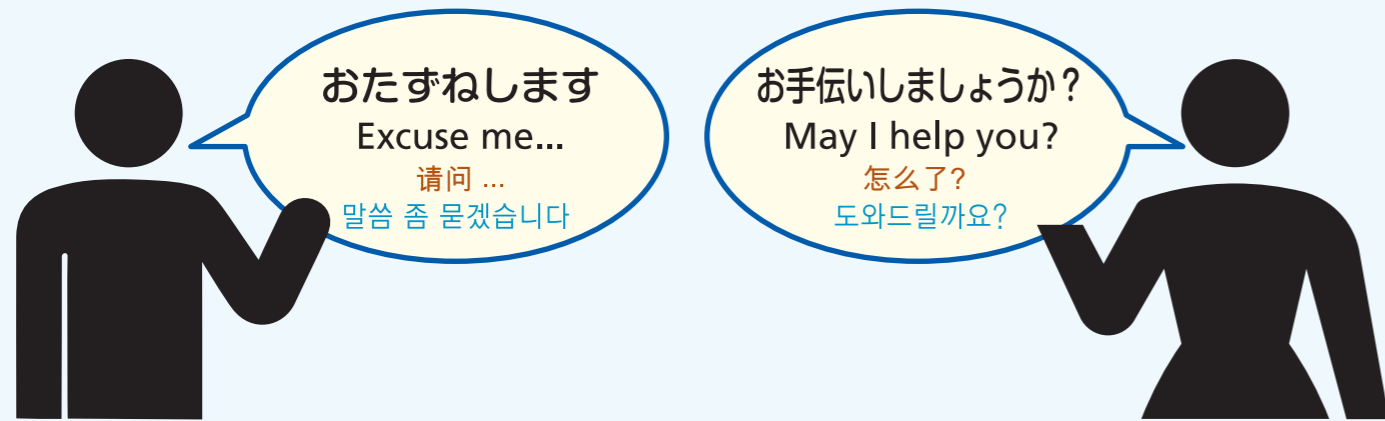 おたずねします
Excuse me...
请问 ...
말씀 좀 묻겠습니다
お手伝いしましょうか？
May I help you?
怎么了?
도와드릴까요?